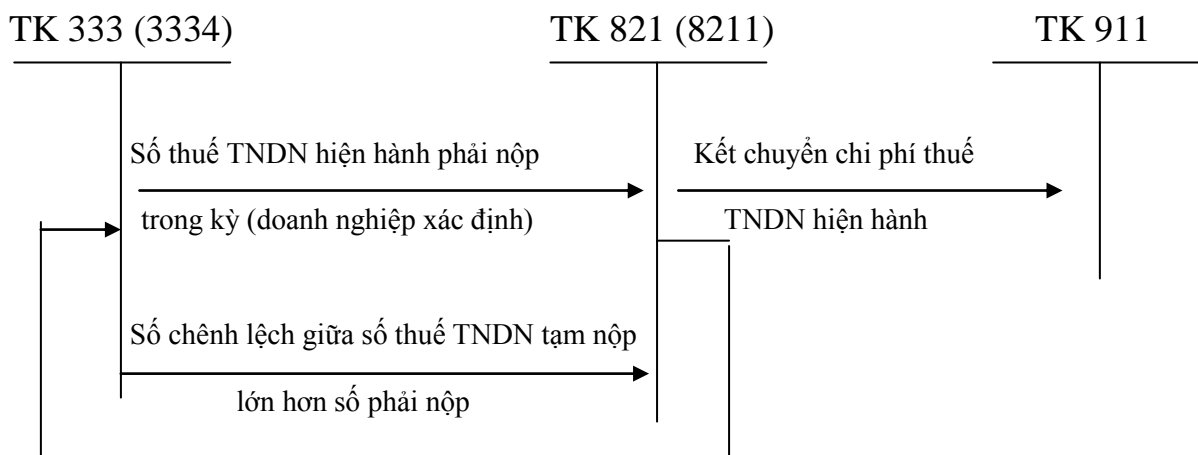 TK 333 (3334) TK 821 (8211) TK 911
Số thuế TNDN hiện hành phải nộp
trong kỳ (doanh nghiệp xác định)
Kết chuyển chi phí thuế
TNDN hiện hành
Số chênh lệch giữa số thuế TNDN tạm nộp
lớn hơn số phải nộp